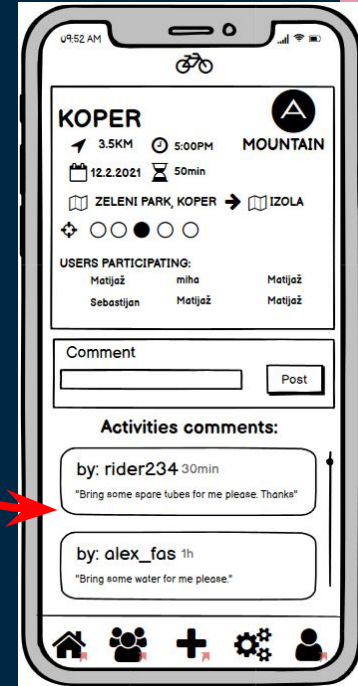 09:52 AM
KOPER
3.5KM 5:00PM MOUNTAIN
12.2.2021 50min
ZELENI PARK, KOPER IZOLA
USERS PARTICIPATING:
Matijaž miha Matijaž
Sebastijan Matijaž Matijaž
Comment
Post
Activities comments:
by: rider234 30min
"Bring some spare tubes for me please. Thanks"
by: alex_fas 1h
"Bring some water for me please."